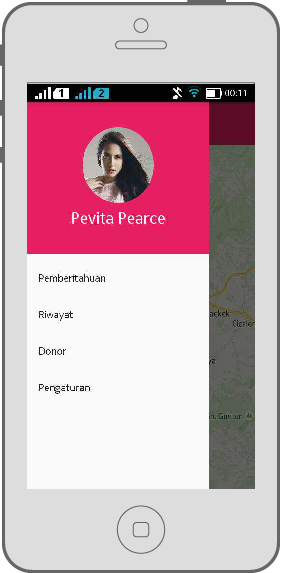 1 2 00:11
Pevita Pearce
Pemberitahuan
Riwayat
Donor
Pengaturan